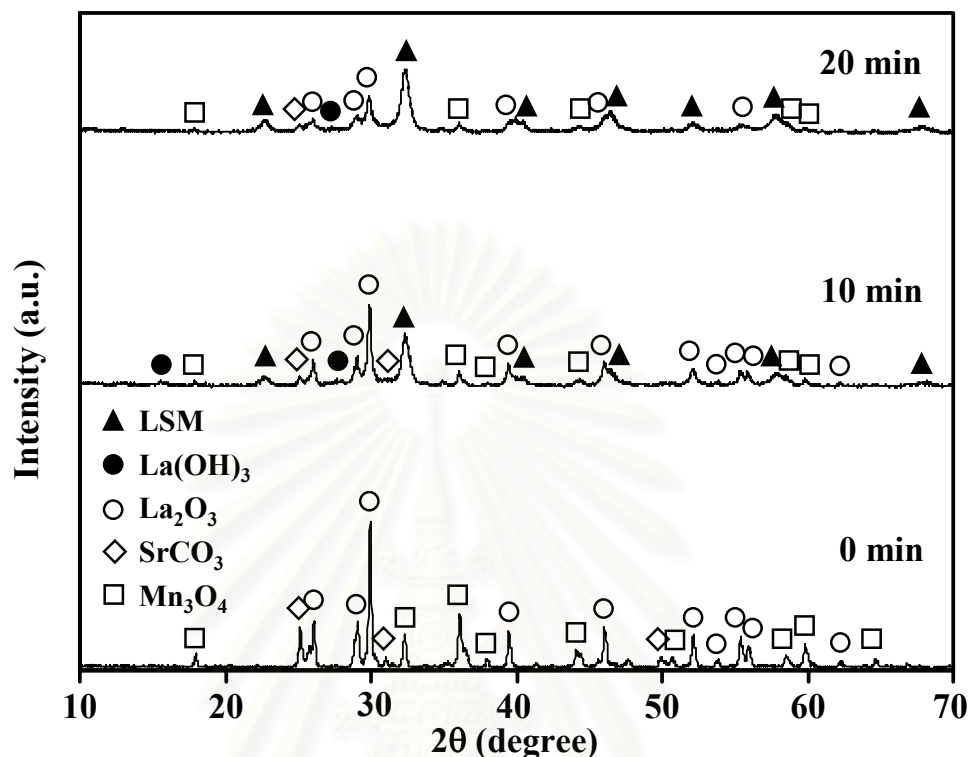 20 min
10 min
▲ LSM
● La(OH)₃
○ La₂O₃
◇ SrCO₃
□ Mn₃O₄
0 min
Intensity (a.u.)
10 20 30 40 50 60 70
2θ (degree)